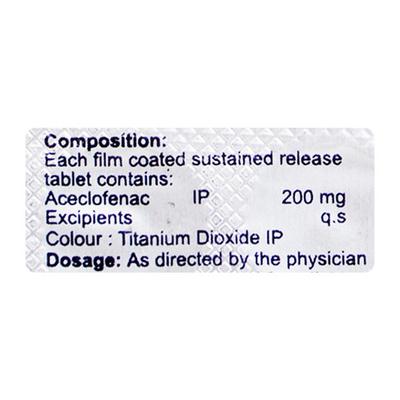 Composition:
Each film coated sustained release
tablet contains:
Aceclofenac IP 200 mg
Excipients q.s
Colour : Titanium Dioxide IP
Dosage: As directed by the physician